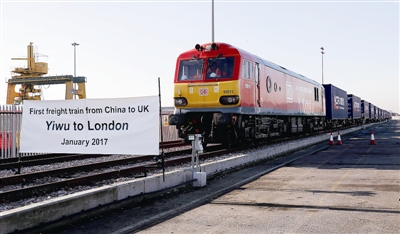 First freight train from China to UK
Yiwu to London
January 2017